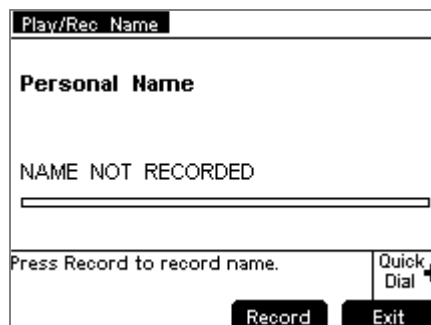 Play/Rec Name
Personal Name
NAME NOT RECORDED
Press Record to record name.
Quick
Dial
Record
Exit